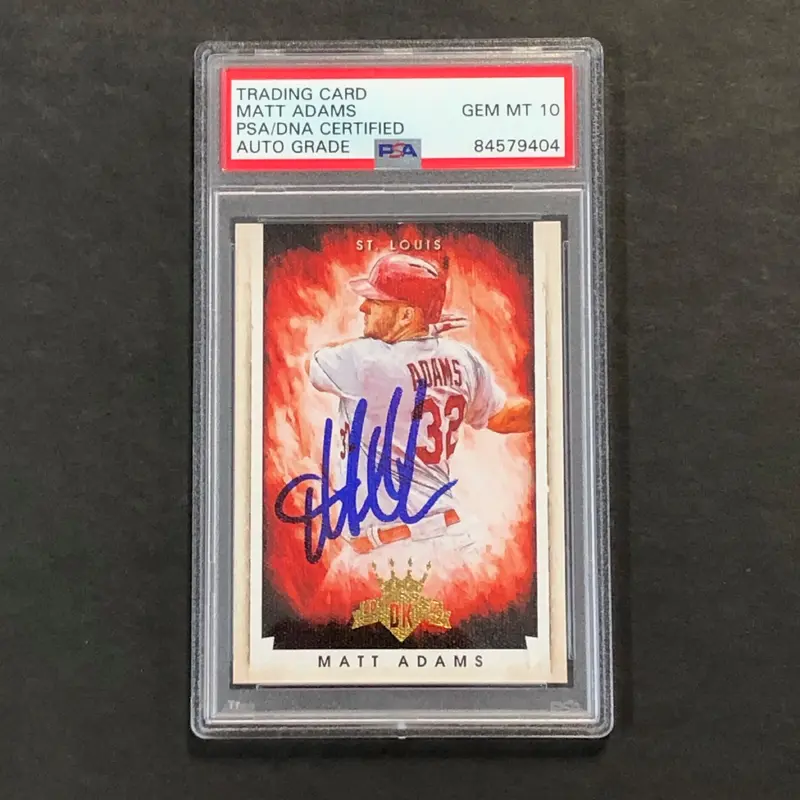 TRADING CARD
MATT ADAMS GEM MT 10
PSA/DNA CERTIFIED
AUTO GRADE PSA 84579404
ST. LOUIS
ADAMS
32
DK
MATT ADAMS